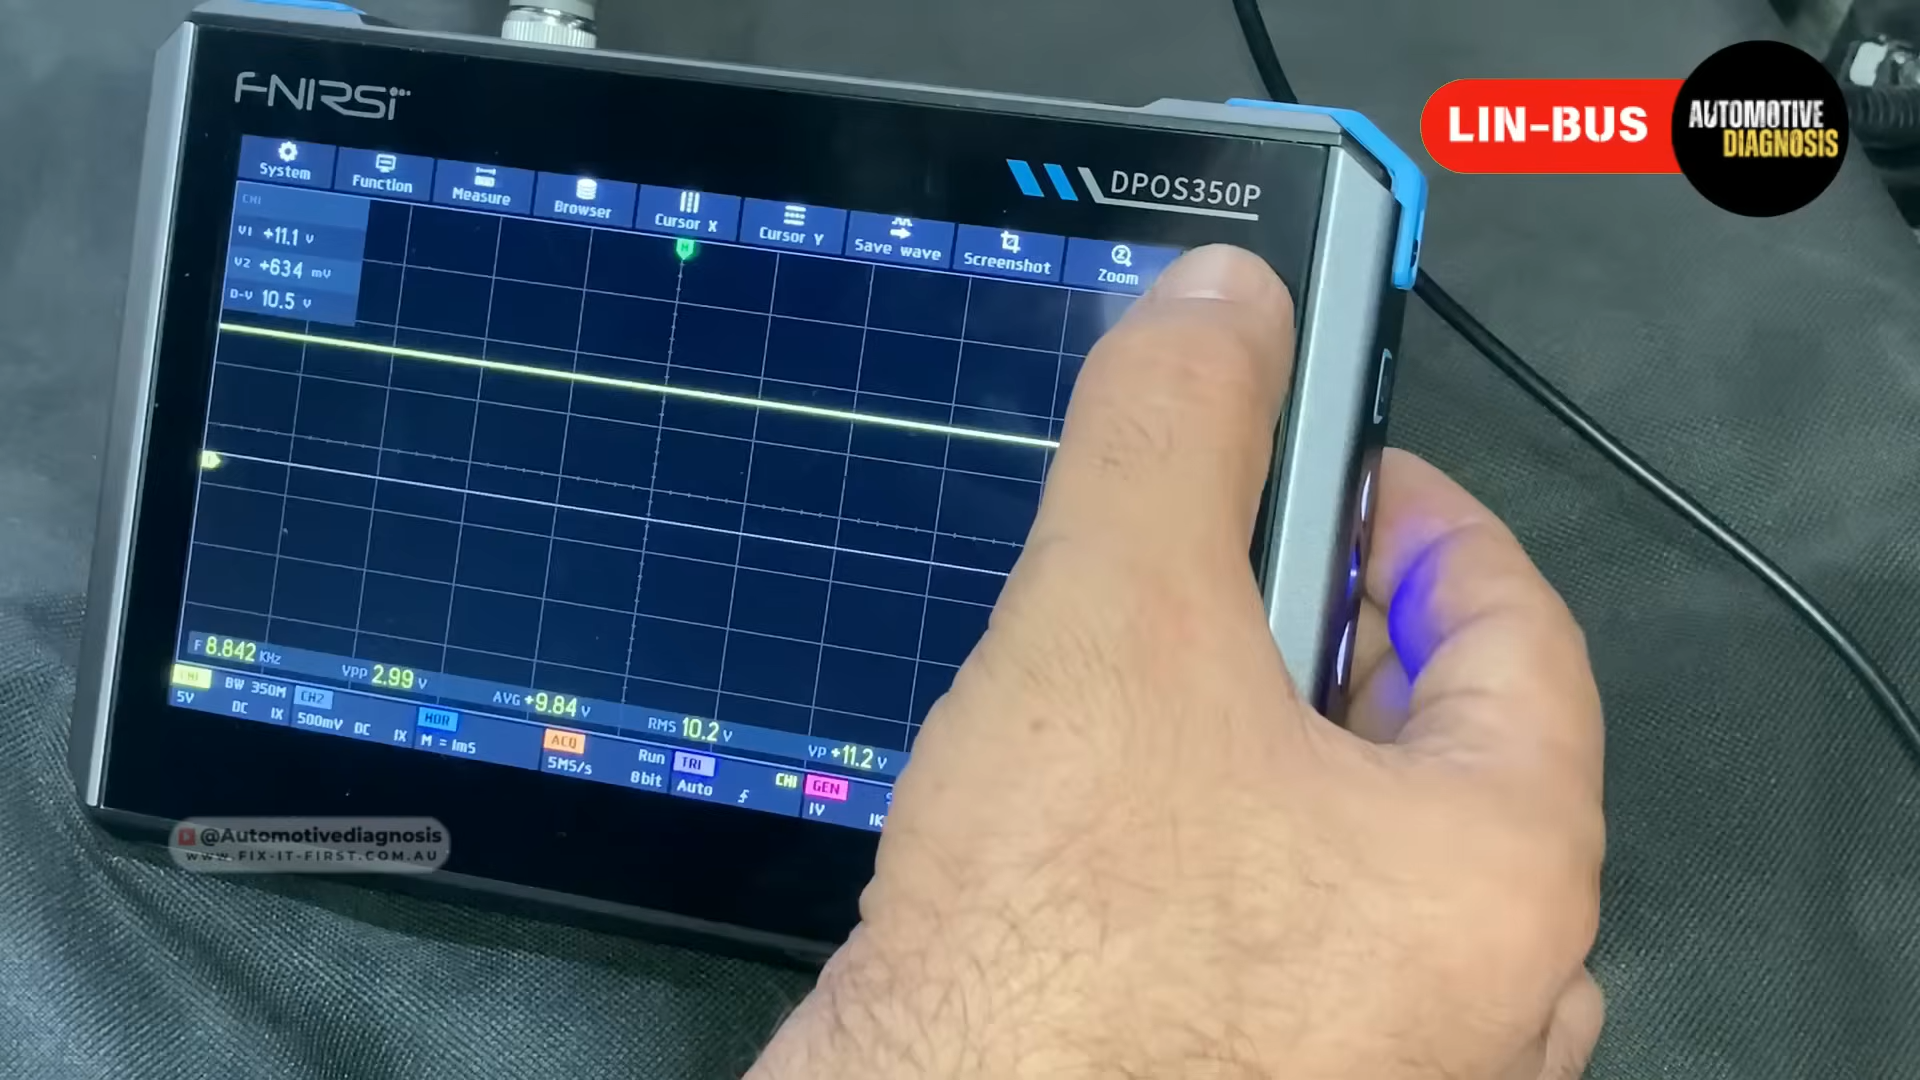 FNIRSI
DPOS350P
LIN-BUS
AUTOMOTIVE
DIAGNOSIS
System
Function
Measure
Browser
Cursor X
Cursor Y
Save wave
Screenshot
Zoom
CH1
V1 +11.1 V
V2 +634 mV
D-V 10.5 V
H
F 8.842 KHz
VPP 2.99 V
AVG +9.84 V
RMS 10.2 V
VP +11.2 V
CH1 BW 350M
5V DC 1X
CH2
500mV DC 1X
HOR
M = 1mS
ACQ Run
5MS/s 8bit
TRI CH1
Auto
GEN
1V 1K
@Automotivediagnosis
WWW.FIX-IT-FIRST.COM.AU